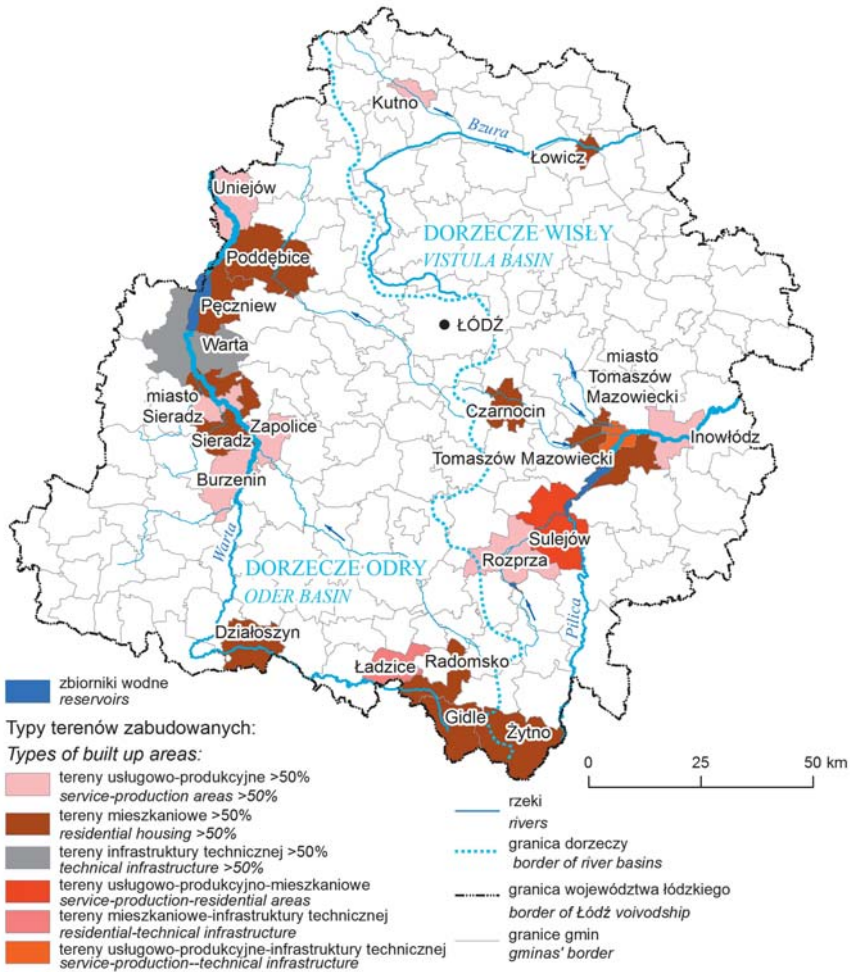 Kutno
Bzura
Łowicz
Uniejów
DORZECZE WISŁY
VISTULA BASIN
Poddębice
Pęczniew
ŁÓDŹ
Warta
miasto
Tomaszów
Mazowiecki
miasto
Sieradz
Czarnocin
Zapolice
Sieradz
Inowłódz
Tomaszów Mazowiecki
Burzenin
Sulejów
Rozprza
Warta
DORZECZE ODRY
ODER BASIN
Pilica
Działoszyn
Ładzice
Radomsko
Gidle
Żytno
zbiorniki wodne
reservoirs
Typy terenów zabudowanych:
Types of built up areas:
tereny usługowo-produkcyjne >50%
service-production areas >50%
tereny mieszkaniowe >50%
residential housing >50%
tereny infrastruktury technicznej >50%
technical infrastructure >50%
tereny usługowo-produkcyjno-mieszkaniowe
service-production-residential areas
tereny mieszkaniowe-infrastruktury technicznej
residential-technical infrastructure
tereny usługowo-produkcyjne-infrastruktury technicznej
service-production--technical infrastructure
0 25 50 km
rzeki
rivers
granica dorzeczy
border of river basins
granica województwa łódzkiego
border of Łódź voivodship
granice gmin
gminas' border